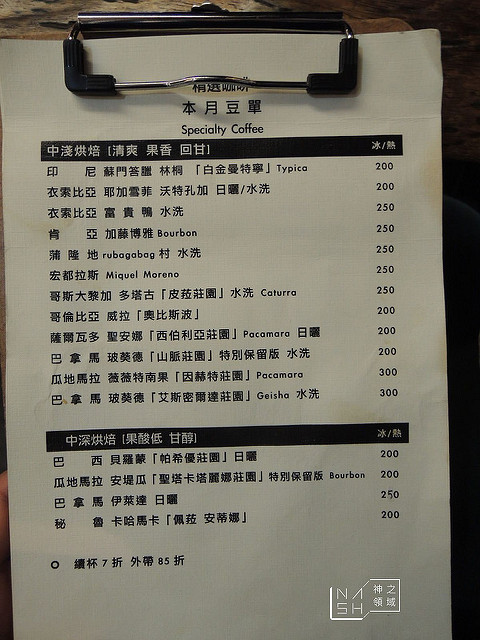 精選咖啡
本月豆單
Specialty Coffee
中淺烘焙 [清爽 果香 回甘] 冰/熱
印 尼 蘇門答臘 林桐 「白金曼特寧」Typica 200
衣索比亞 耶加雪菲 沃特孔加 日曬/水洗 200
衣索比亞 富 貴 鴨 水洗 250
肯 亞 加藤博雅 Bourbon 250
蒲 隆 地 rubagabag 村 水洗 250
宏都拉斯 Miquel Moreno 250
哥斯大黎加 多塔古「皮菈莊園」水洗 Caturra 250
哥倫比亞 威拉「奧比斯波」 200
薩爾瓦多 聖安娜「西伯利亞莊園」Pacamara 日曬 200
巴 拿 馬 玻葵德「山脈莊園」特別保留版 水洗 200
瓜地馬拉 薇薇特南果「因赫特莊園」Pacamara 300
巴 拿 馬 玻葵德「艾斯密爾達莊園」Geisha 水洗 300
中深烘焙 [果酸低 甘醇] 冰/熱
巴 西 貝羅蒙「帕希優莊園」日曬 200
瓜地馬拉 安堤瓜「聖塔卡塔麗娜莊園」特別保留版 Bourbon 200
巴 拿 馬 伊萊達 日曬 250
秘 魯 卡哈馬卡「佩菈 安蒂娜」 200
續杯 7 折 外帶 85 折
NASH 神之領域